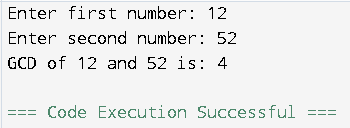 Enter first number: 12
Enter second number: 52
GCD of 12 and 52 is: 4
=== Code Execution Successful ===